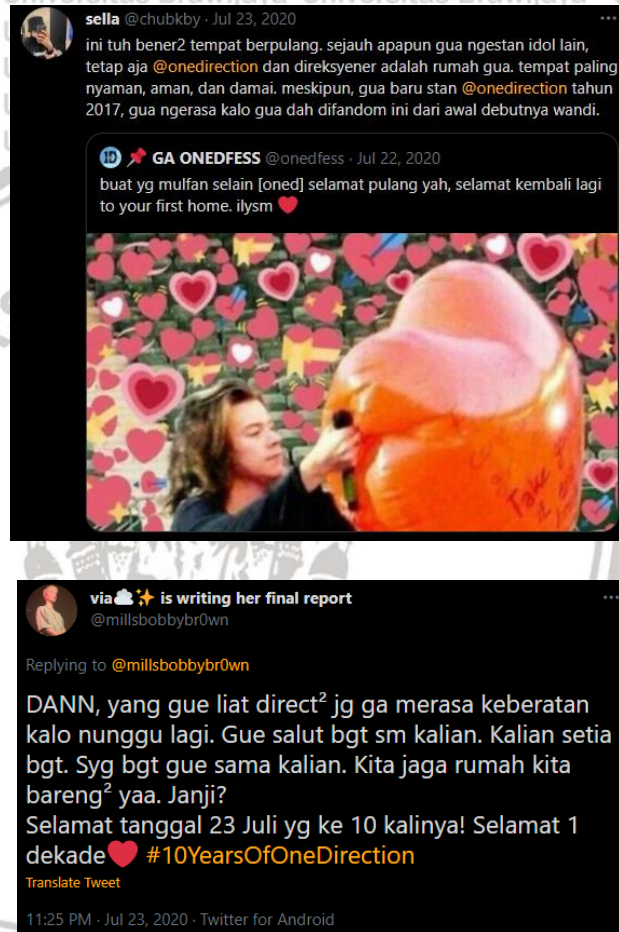 sella @chubkby · Jul 23, 2020
ini tuh bener2 tempat berpulang. sejauh apapun gua ngestan idol lain,
tetap aja @onedirection dan direksyener adalah rumah gua. tempat paling
nyaman, aman, dan damai. meskipun, gua baru stan @onedirection tahun
2017, gua ngerasa kalo gua dah difandom ini dari awal debutnya wandi.
1D 📌 GA ONEDFESS @onedfess · Jul 22, 2020
buat yg mulfan selain [oned] selamat pulang yah, selamat kembali lagi
to your first home. ilysm ❤️
Take
via☁️✨ is writing her final report
@millsbobbybr0wn
Replying to @millsbobbybr0wn
DANN, yang gue liat direct² jg ga merasa keberatan
kalo nunggu lagi. Gue salut bgt sm kalian. Kalian setia
bgt. Syg bgt gue sama kalian. Kita jaga rumah kita
bareng² yaa. Janji?
Selamat tanggal 23 Juli yg ke 10 kalinya! Selamat 1
dekade❤️ #10YearsOfOneDirection
Translate Tweet
11:25 PM · Jul 23, 2020 · Twitter for Android